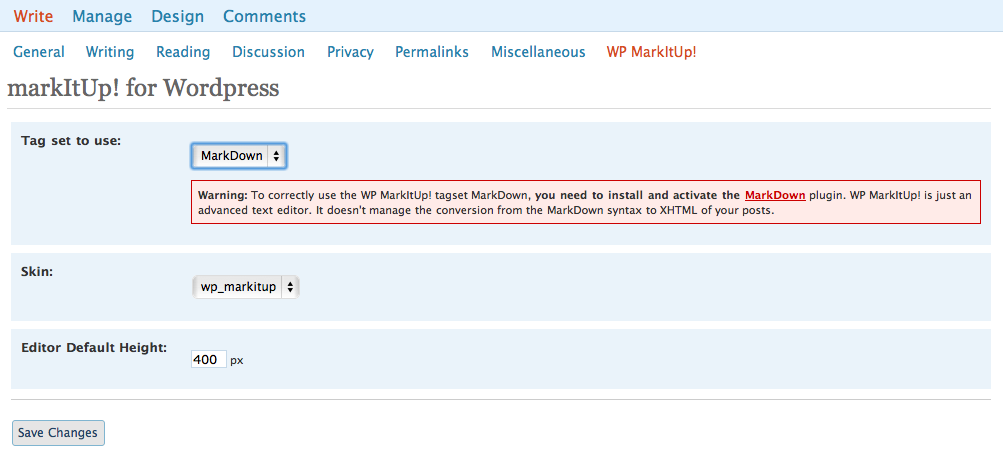 Write Manage Design Comments
General Writing Reading Discussion Privacy Permalinks Miscellaneous WP MarkItUp!
markItUp! for Wordpress
Tag set to use:
MarkDown
Warning: To correctly use the WP MarkItUp! tagset MarkDown, you need to install and activate the MarkDown plugin. WP MarkItUp! is just an
advanced text editor. It doesn't manage the conversion from the MarkDown syntax to XHTML of your posts.
Skin:
wp_markitup
Editor Default Height:
400 px
Save Changes